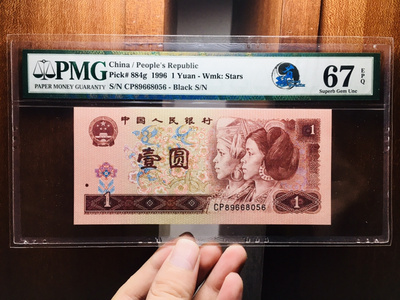 PMG
PAPER MONEY GUARANTY
China / People's Republic
Pick# 884g 1996 1 Yuan - Wmk: Stars
S/N CP89668056 - Black S/N
67 EPQ
Superb Gem Unc
中国人民银行
1
壹圆
CP89668056
1
1